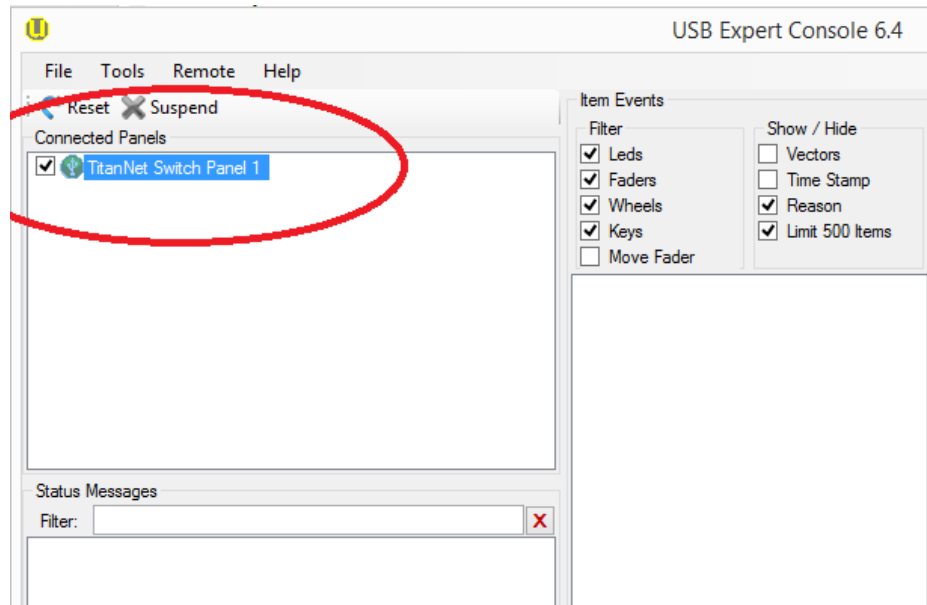 USB Expert Console 6.4
File Tools Remote Help
Reset Suspend
Connected Panels
TitanNet Switch Panel 1
Item Events
Filter
Leds
Faders
Wheels
Keys
Move Fader
Show / Hide
Vectors
Time Stamp
Reason
Limit 500 Items
Status Messages
Filter:
X